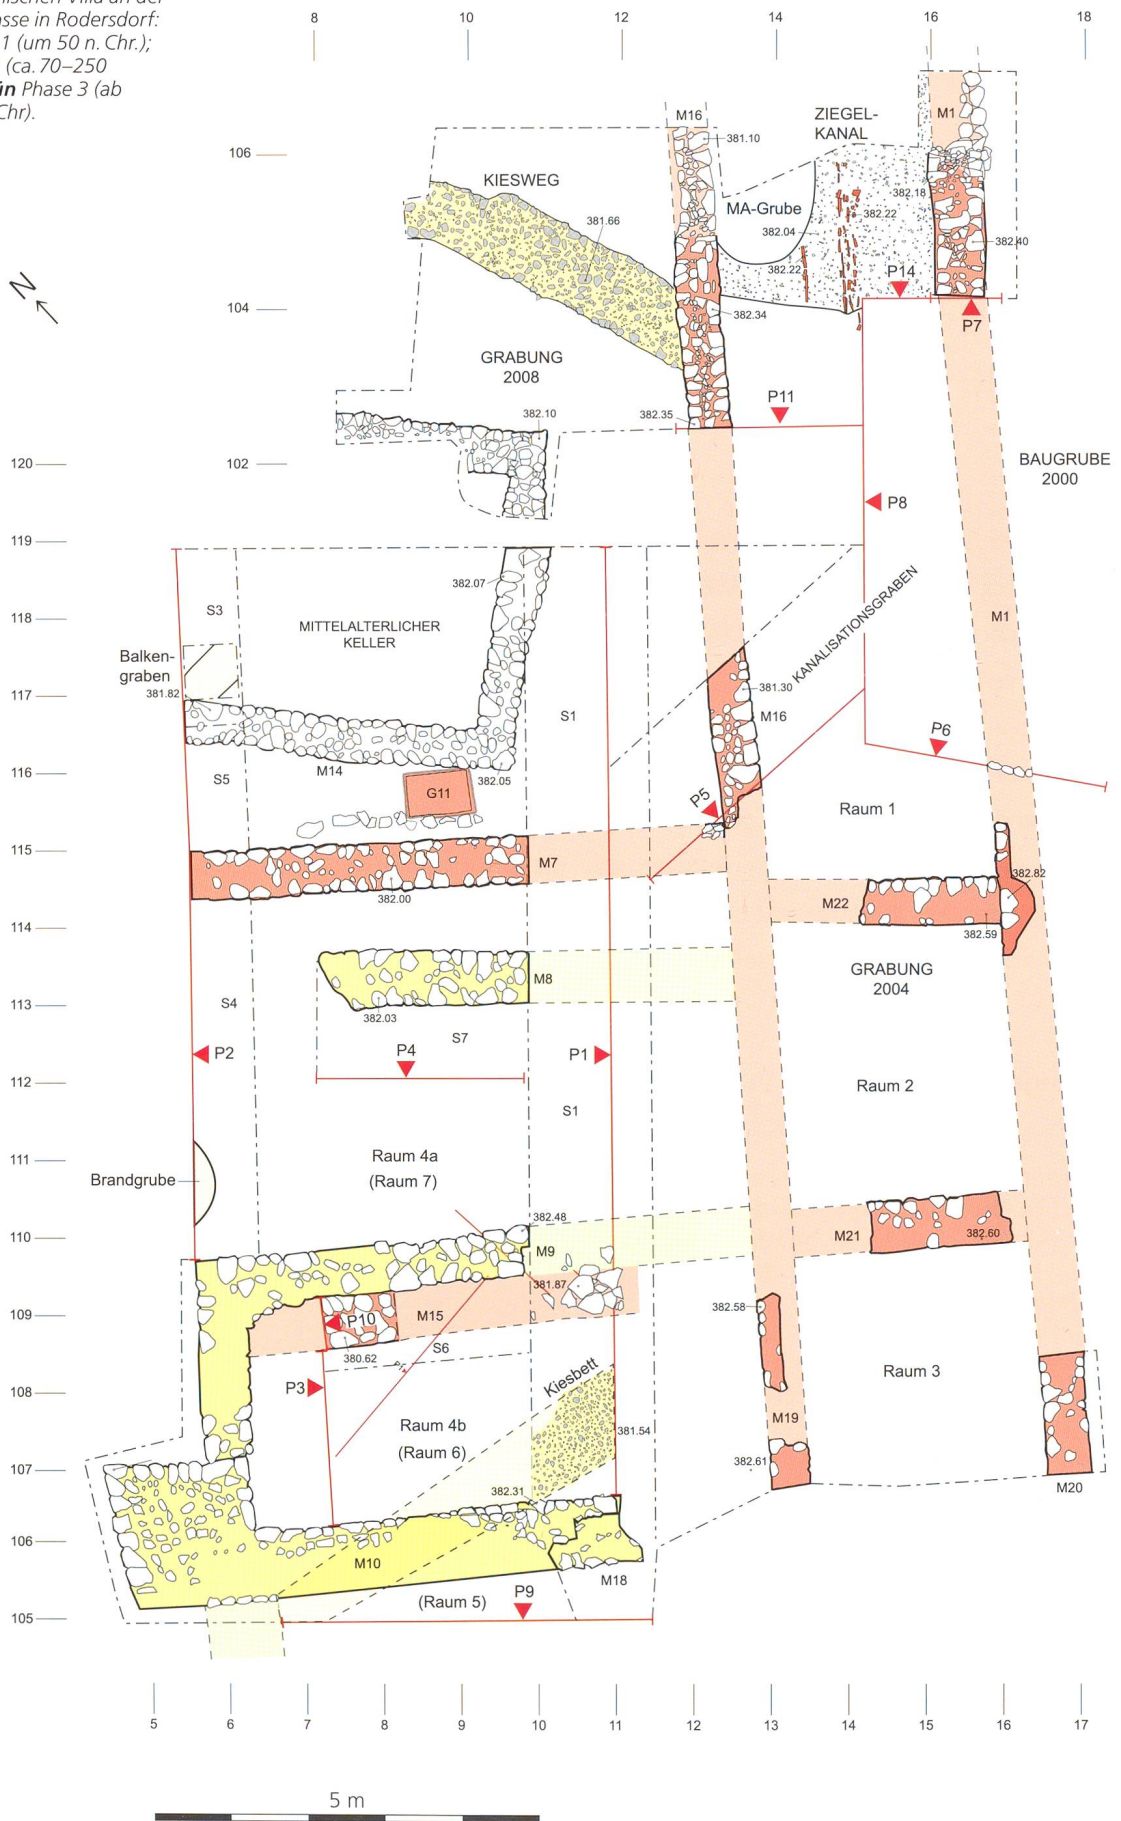 nischen Villa an der
asse in Rodersdorf:
1 (um 50 n. Chr.);
(ca. 70–250
ün Phase 3 (ab
Chr).
8 10 12 14 16 18
M16
ZIEGEL-
KANAL
M1
381.10
106
KIESWEG
382.18
MA-Grube
382.22
381.66
382.04
382.40
382.22
P14
N
104
382.34
P7
GRABUNG
2008
P11
382.10
382.35
120
102
BAUGRUBE
2000
P8
119
382.07
118
S3
MITTELALTERLICHER
KELLER
M1
KANALISATIONSGRABEN
Balken-
graben
381.82
117
381.30
S1
M16
P6
116
S5
M14
382.05
G11
P5
Raum 1
115
M7
382.82
382.00
M22
114
382.59
GRABUNG
2004
M8
113
S4
382.03
S7
P2
P4
P1
112
Raum 2
S1
111
Raum 4a
(Raum 7)
Brandgrube
382.48
110
M9
M21
382.60
381.87
382.58
109
P10
M15
S6
380.62
P11
Kiesbett
Raum 3
108
P3
M19
Raum 4b
(Raum 6)
381.54
382.61
107
M20
382.31
106
M10
M18
(Raum 5)
P9
105
5 6 7 8 9 10 11 12 13 14 15 16 17
5 m